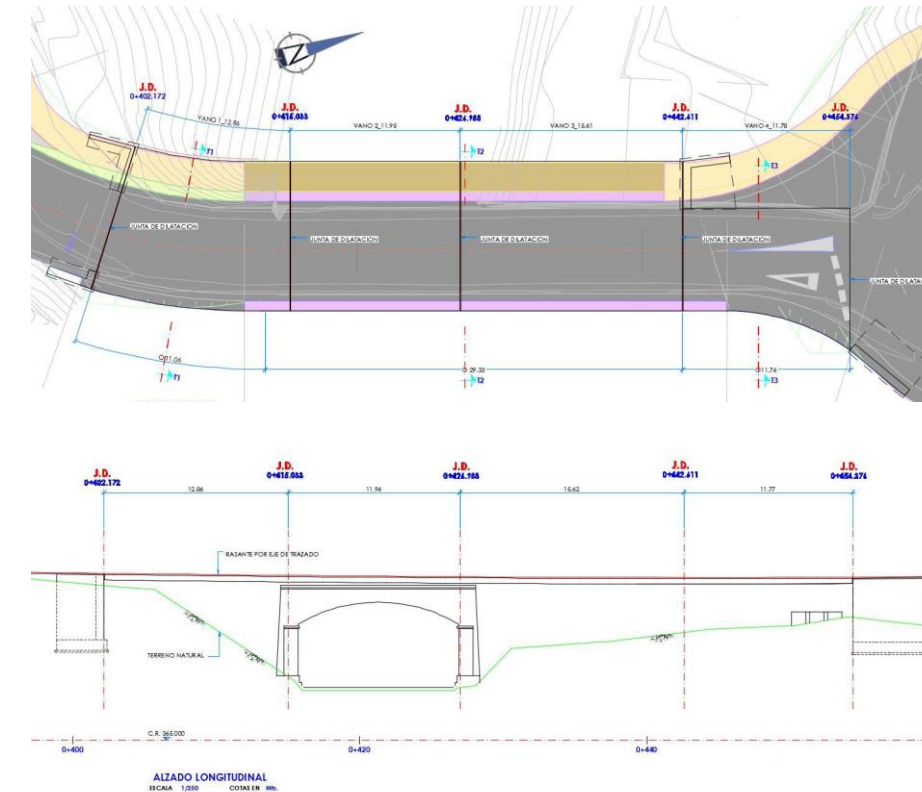 N
J.D.
0+402.172
J.D.
0+415.033
J.D.
0+426.988
J.D.
0+442.611
J.D.
0+454.376
VANO 1_12.86
VANO 2_11.95
VANO 3_15.61
VANO 4_11.78
T1
T2
T3
JUNTA DE DILATACION
JUNTA DE DILATACION
JUNTA DE DILATACION
JUNTA DE DILATACION
JUNTA DE DILATA
11.06
29.33
11.76
T1
T2
T3
J.D.
0+402.172
J.D.
0+415.033
J.D.
0+426.988
J.D.
0+442.611
J.D.
0+454.376
12.86
11.96
15.62
11.77
RASANTE POR EJE DE TRAZADO
TERRENO NATURAL
C.R. 365.000
0+400
0+420
0+440
ALZADO LONGITUDINAL
ESCALA 1/250 COTAS EN Mts.